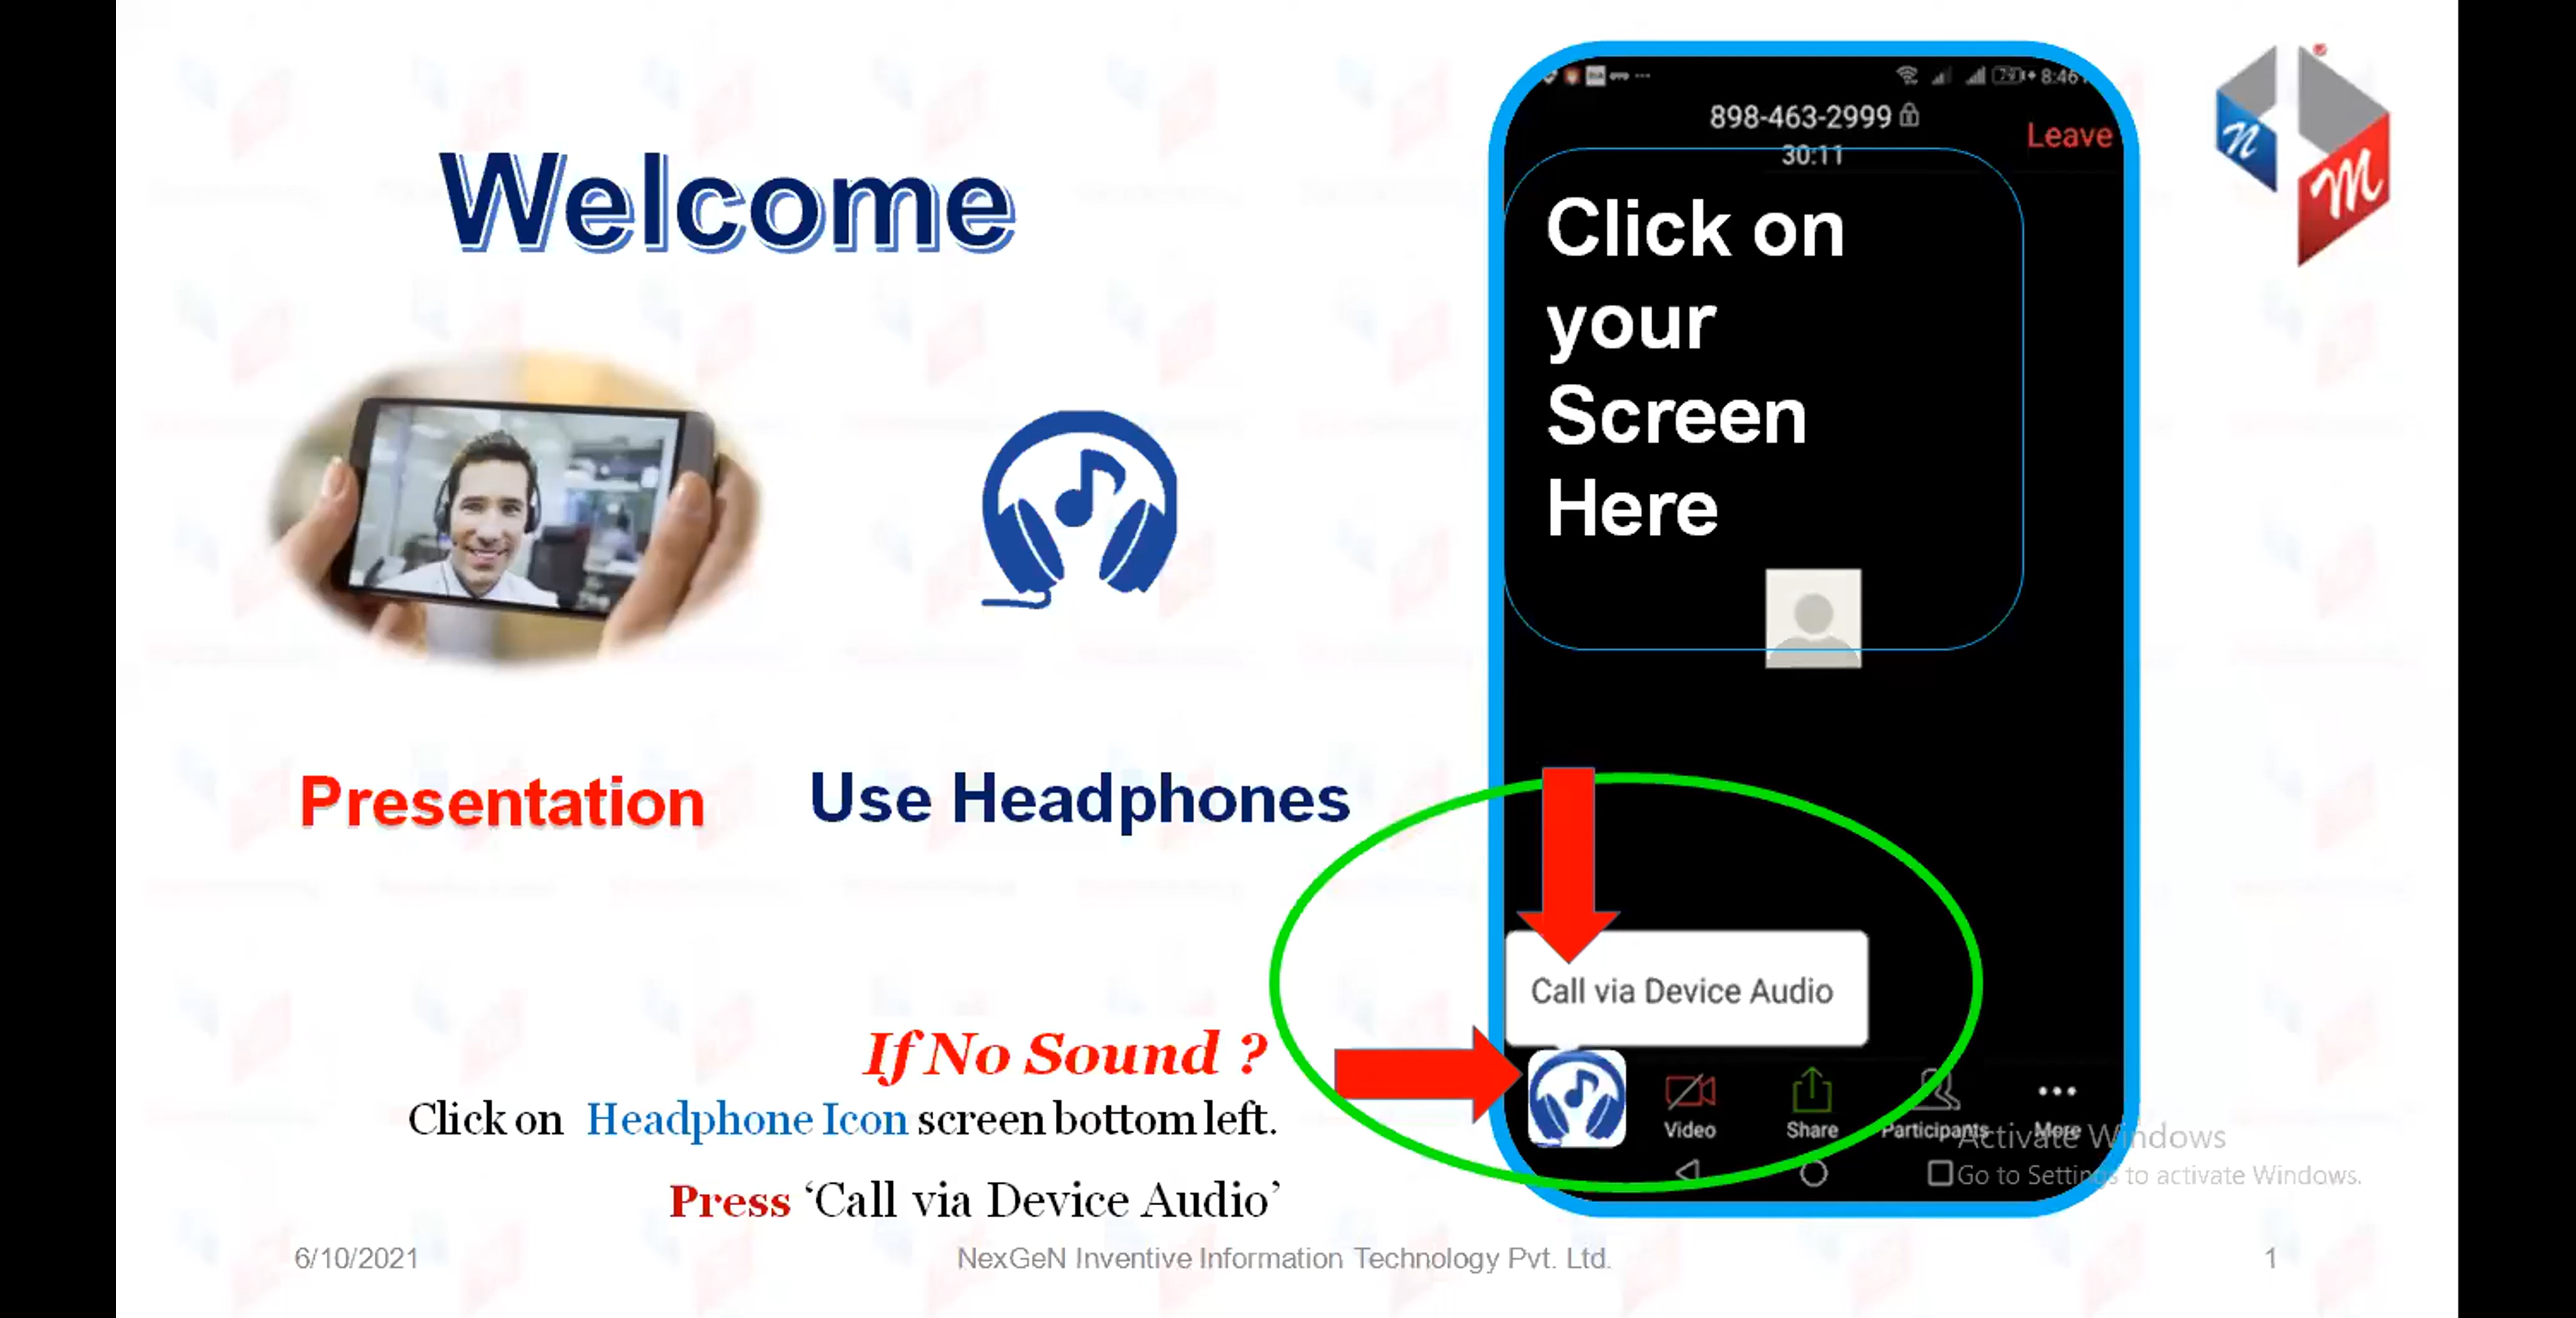 Welcome
Presentation
Use Headphones
If No Sound ?
Click on Headphone Icon screen bottom left.
Press ‘Call via Device Audio’
8:46
898-463-2999
Leave
30:11
Click on
your
Screen
Here
Call via Device Audio
Video
Share
Participants
More
Activate Windows
Go to Settings to activate Windows.
n
m
6/10/2021
NexGeN Inventive Information Technology Pvt. Ltd.
1